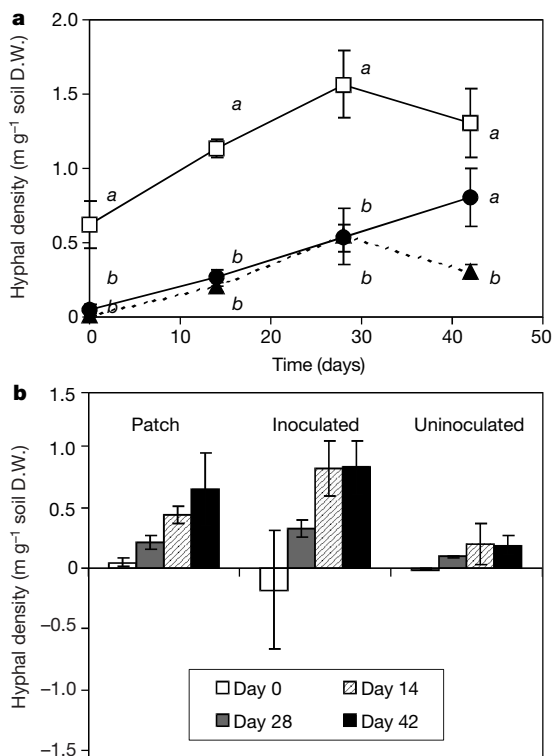 a
Hyphal density (m g⁻¹ soil D.W.)
2.0
1.5
1.0
0.5
0
a
a
a
a
a
b
b
b
b
b
b
b
0 10 20 30 40 50
Time (days)
b
Hyphal density (m g⁻¹ soil D.W.)
1.5
1.0
0.5
0
−0.5
−1.0
−1.5
Patch Inoculated Uninoculated
Day 0 Day 14
Day 28 Day 42